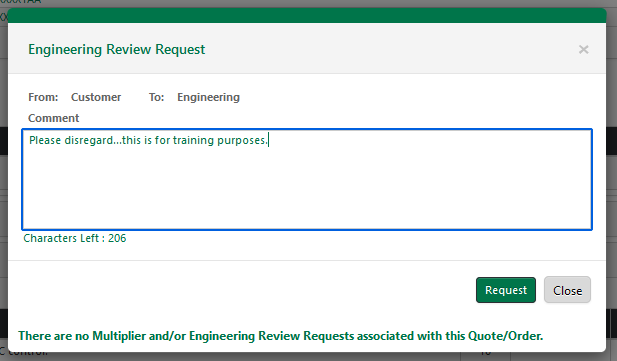 Engineering Review Request
×
From: Customer To: Engineering
Comment
Please disregard...this is for training purposes.
Characters Left : 206
Request Close
There are no Multiplier and/or Engineering Review Requests associated with this Quote/Order.
C control.